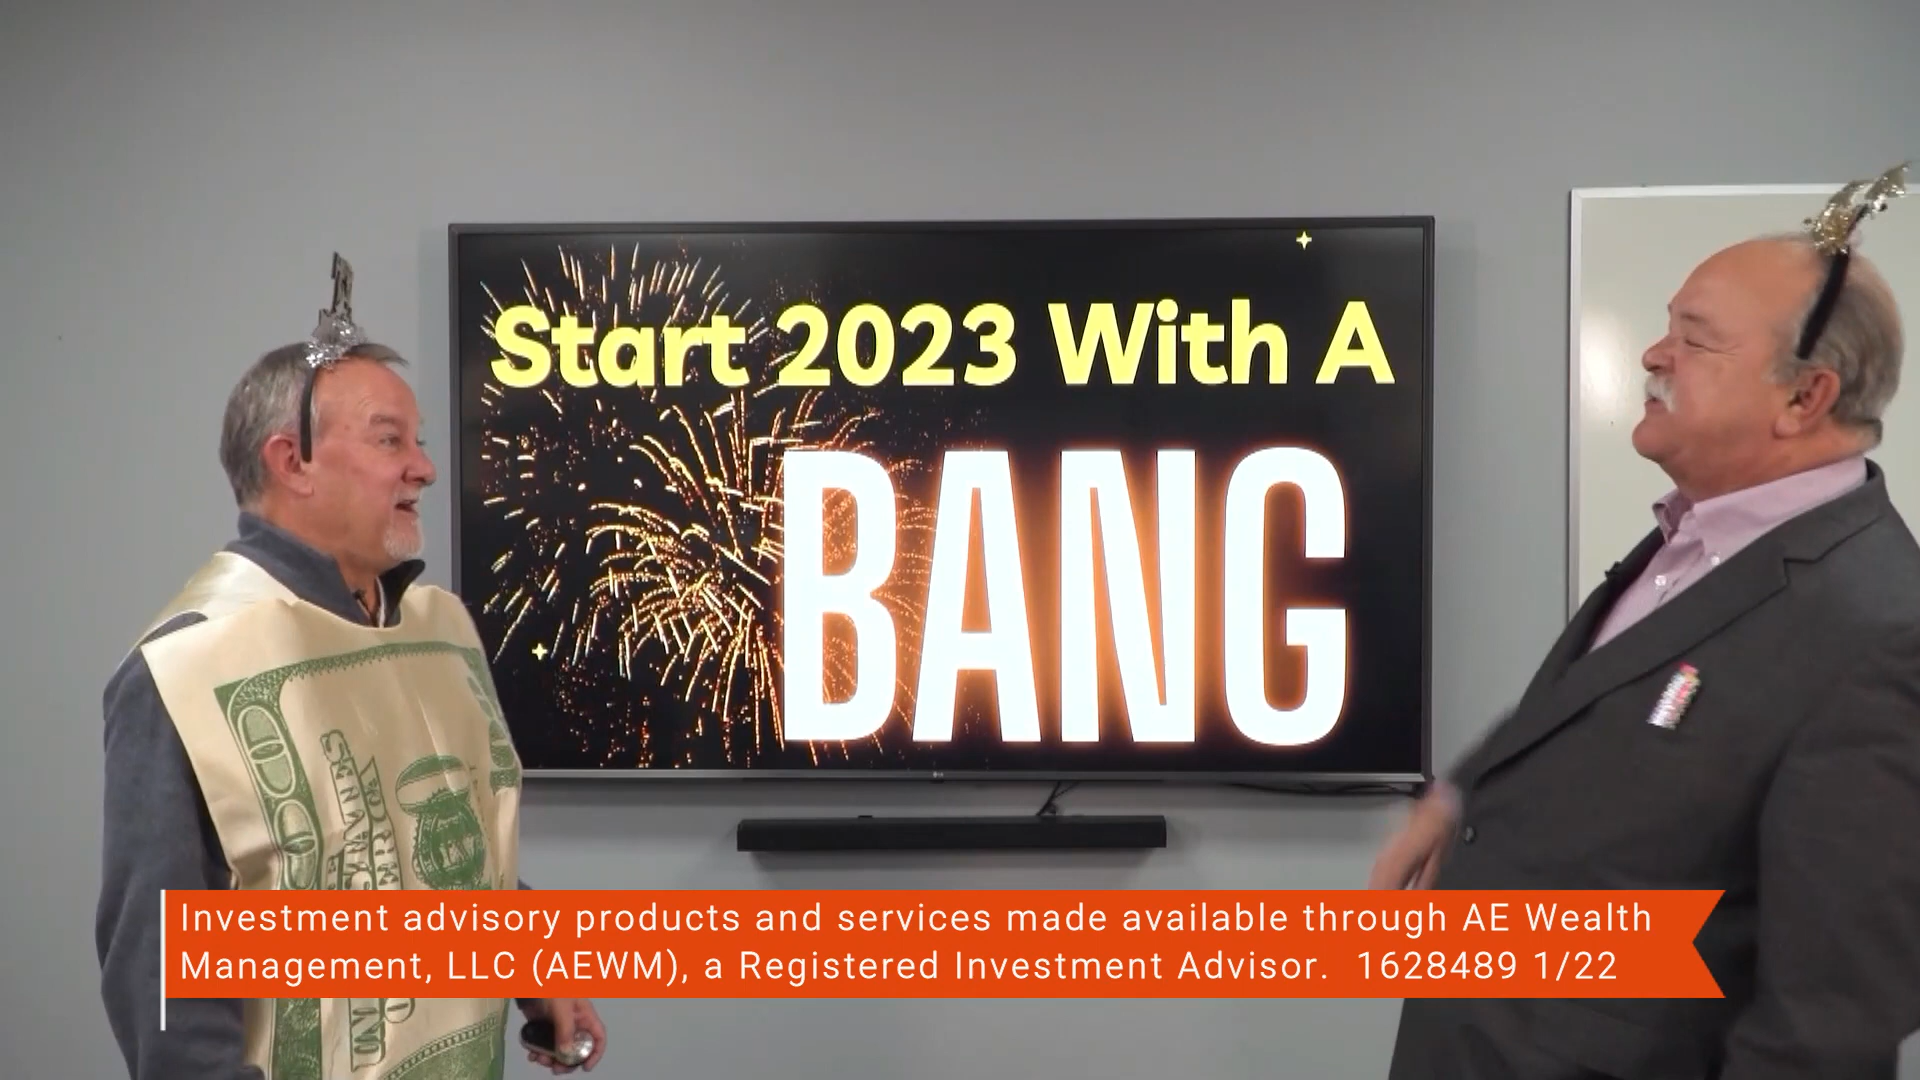 Start 2023 With A
BANG
Investment advisory products and services made available through AE Wealth
Management, LLC (AEWM), a Registered Investment Advisor. 1628489 1/22